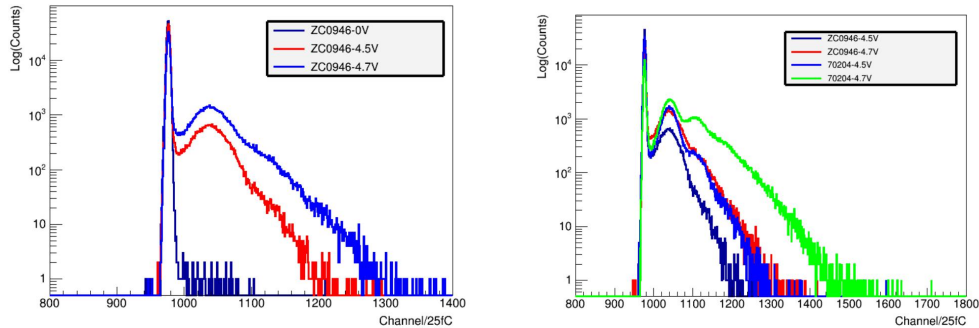 Log(Counts)
10⁴
10³
10²
10
1
ZC0946-0V
ZC0946-4.5V
ZC0946-4.7V
800 900 1000 1100 1200 1300 1400
Channel/25fC
Log(Counts)
10⁴
10³
10²
10
1
ZC0946-4.5V
ZC0946-4.7V
70204-4.5V
70204-4.7V
800 900 1000 1100 1200 1300 1400 1500 1600 1700 1800
Channel/25fC